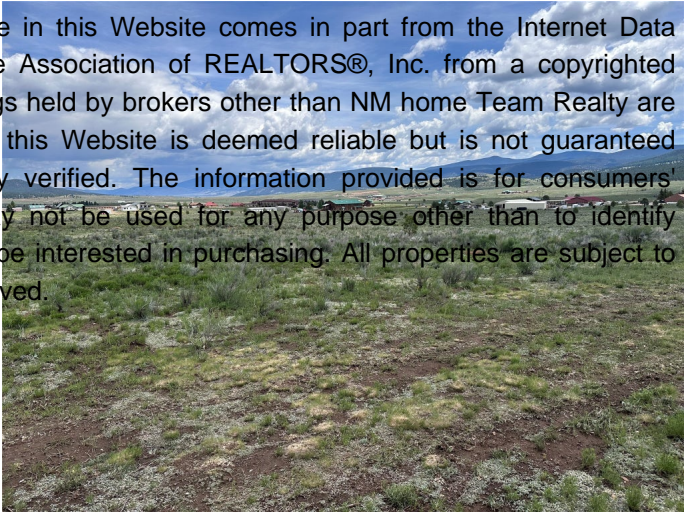 e in this Website comes in part from the Internet Data
e Association of REALTORS®, Inc. from a copyrighted
gs held by brokers other than NM home Team Realty are
this Website is deemed reliable but is not guaranteed
y verified. The information provided is for consumers'
y not be used for any purpose other than to identify
be interested in purchasing. All properties are subject to
ved.